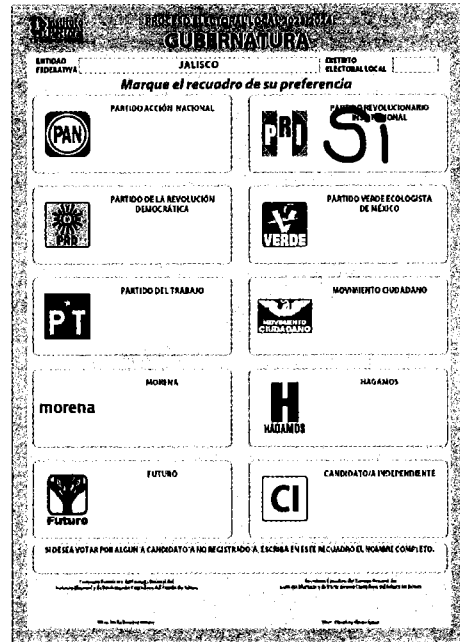 PROCESO ELECTORAL LOCAL 2023-2024
GUBERNATURA
ENTIDAD FEDERATIVA JALISCO DISTRITO ELECTORAL LOCAL
Marque el recuadro de su preferencia
PAN
PARTIDO ACCIÓN NACIONAL
PRI
PARTIDO REVOLUCIONARIO
INSTITUCIONAL
Si
PRD
PARTIDO DE LA REVOLUCIÓN
DEMOCRÁTICA
VERDE
PARTIDO VERDE ECOLOGISTA
DE MÉXICO
PT
PARTIDO DEL TRABAJO
MOVIMIENTO
CIUDADANO
MOVIMIENTO CIUDADANO
morena
MORENA
H
HAGAMOS
HAGAMOS
Futuro
FUTURO
CI
CANDIDATO/A INDEPENDIENTE
SI DESEA VOTAR POR ALGÚN/A CANDIDATO/A NO REGISTRADO/A, ESCRIBA EN ESTE RECUADRO EL NOMBRE COMPLETO.